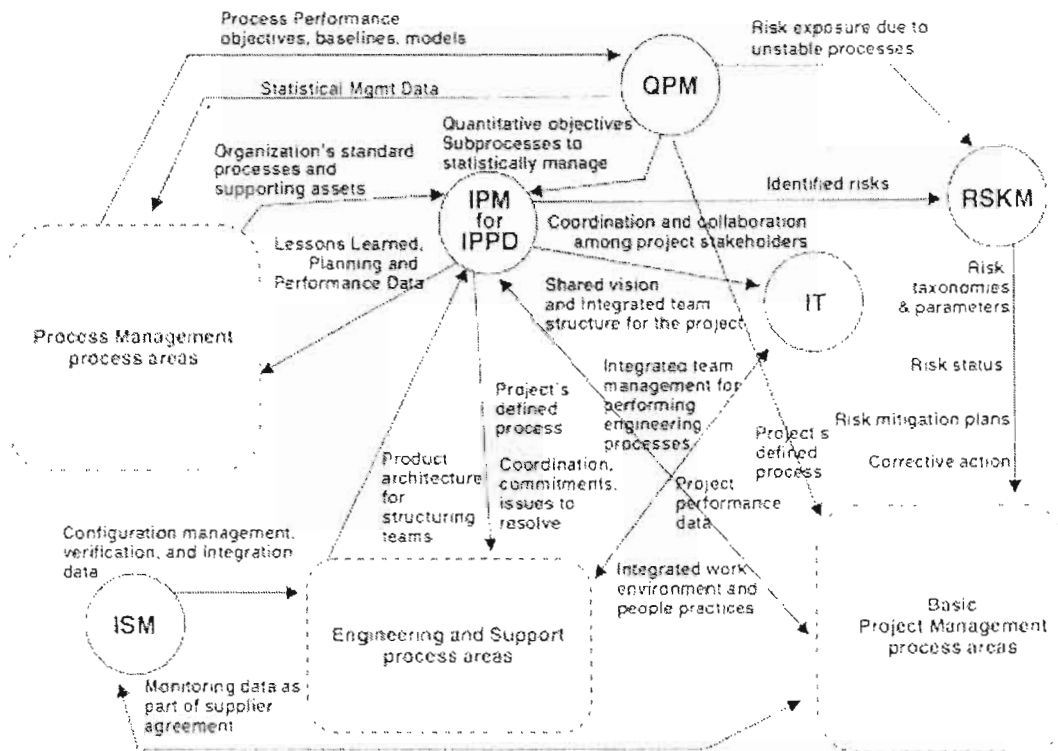 Process Performance
objectives, baselines, models
Risk exposure due to
unstable processes
QPM
Statistical Mgmt Data
Quantitative objectives
Subprocesses to
statistically manage
Organization's standard
processes and
supporting assets
Identified risks
RSKM
IPM
for
IPPD
Coordination and collaboration
among project stakeholders
Lessons Learned,
Planning and
Performance Data
Risk
taxonomies
& parameters
Shared vision
and Integrated team
structure for the project
IT
Process Management
process areas
Risk status
Integrated team
management for
performing
engineering
processes
Project's
defined
process
Risk mitigation plans
Project's
defined
process
Corrective action
Product
architecture
for
structuring
teams
Coordination,
commitments,
issues to
resolve
Project
performance
data
Configuration management,
verification, and integration
data
Integrated work
environment and
people practices
ISM
Engineering and Support
process areas
Basic
Project Management
process areas
Monitoring data as
part of supplier
agreement